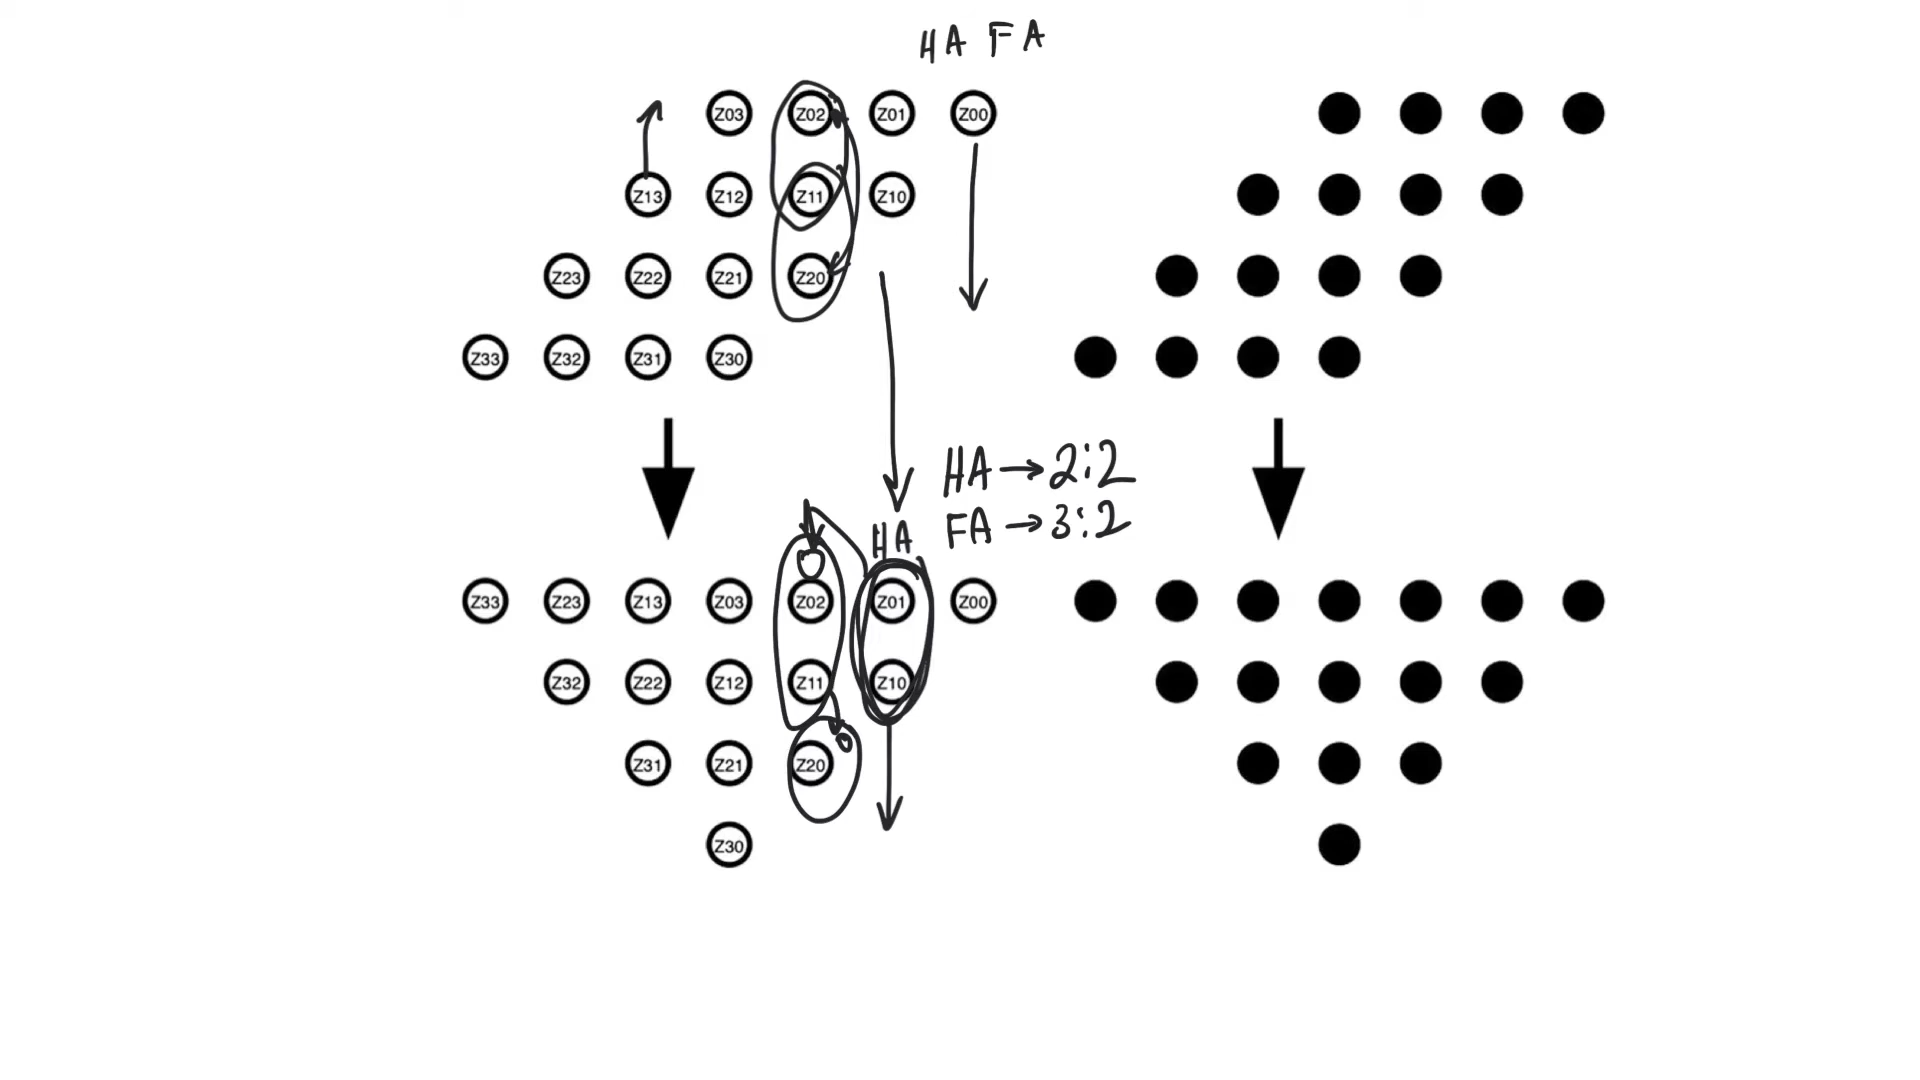 HA FA
Z03 Z02 Z01 Z00
Z13 Z12 Z11 Z10
Z23 Z22 Z21 Z20
Z33 Z32 Z31 Z30
HA → 2:2
FA → 3:2
HA
Z33 Z23 Z13 Z03 Z02 Z01 Z00
Z32 Z22 Z12 Z11 Z10
Z31 Z21 Z20
Z30